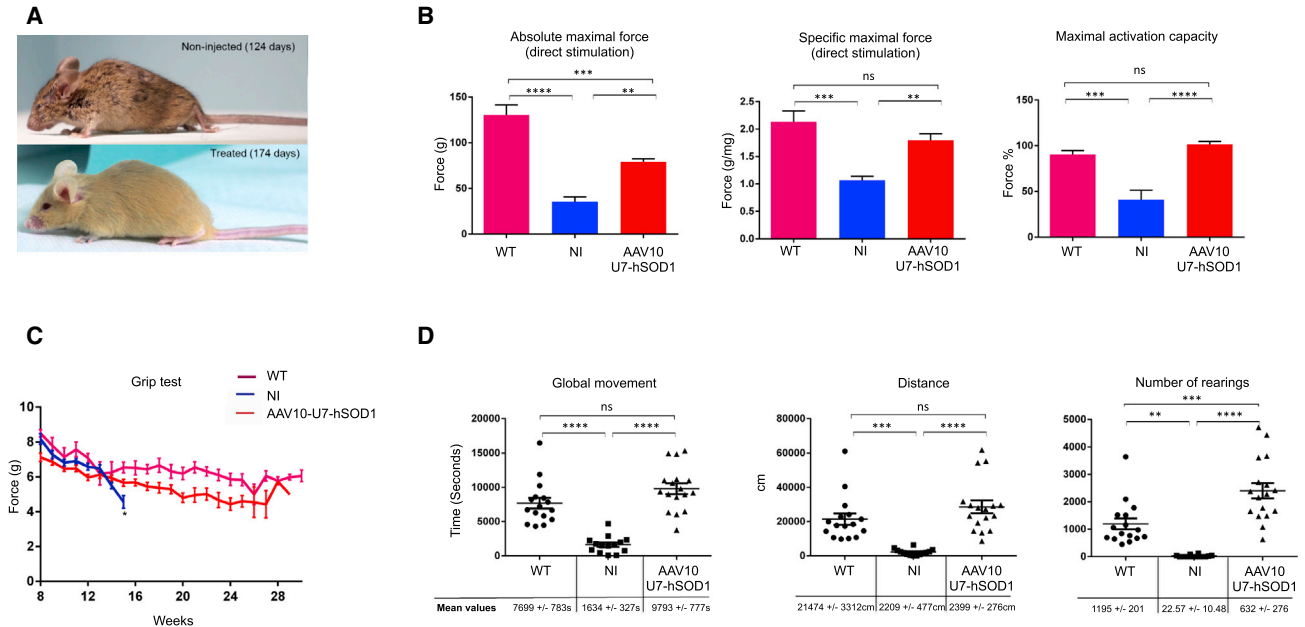 A
Non-injected (124 days)
Treated (174 days)
B
Absolute maximal force
(direct stimulation)
***
****
**
Force (g)
150
100
50
0
WT
NI
AAV10
U7-hSOD1
Specific maximal force
(direct stimulation)
ns
***
**
Force (g/mg)
2.5
2.0
1.5
1.0
0.5
0.0
WT
NI
AAV10
U7-hSOD1
Maximal activation capacity
ns
***
****
Force %
150
100
50
0
WT
NI
AAV10
U7-hSOD1
C
Grip test
WT
NI
AAV10-U7-hSOD1
Force (g)
10
8
6
4
2
0
*
8
12
16
20
24
28
Weeks
D
Global movement
ns
****
****
Time (Seconds)
20000
15000
10000
5000
0
WT
NI
AAV10
U7-hSOD1
Mean values
7699 +/- 783s
1634 +/- 327s
9793 +/- 777s
Distance
ns
***
****
cm
80000
60000
40000
20000
0
WT
NI
AAV10
U7-hSOD1
21474 +/- 3312cm
2209 +/- 477cm
2399 +/- 276cm
Number of rearings
***
**
****
5000
4000
3000
2000
1000
0
WT
NI
AAV10
U7-hSOD1
1195 +/- 201
22.57 +/- 10.48
632 +/- 276